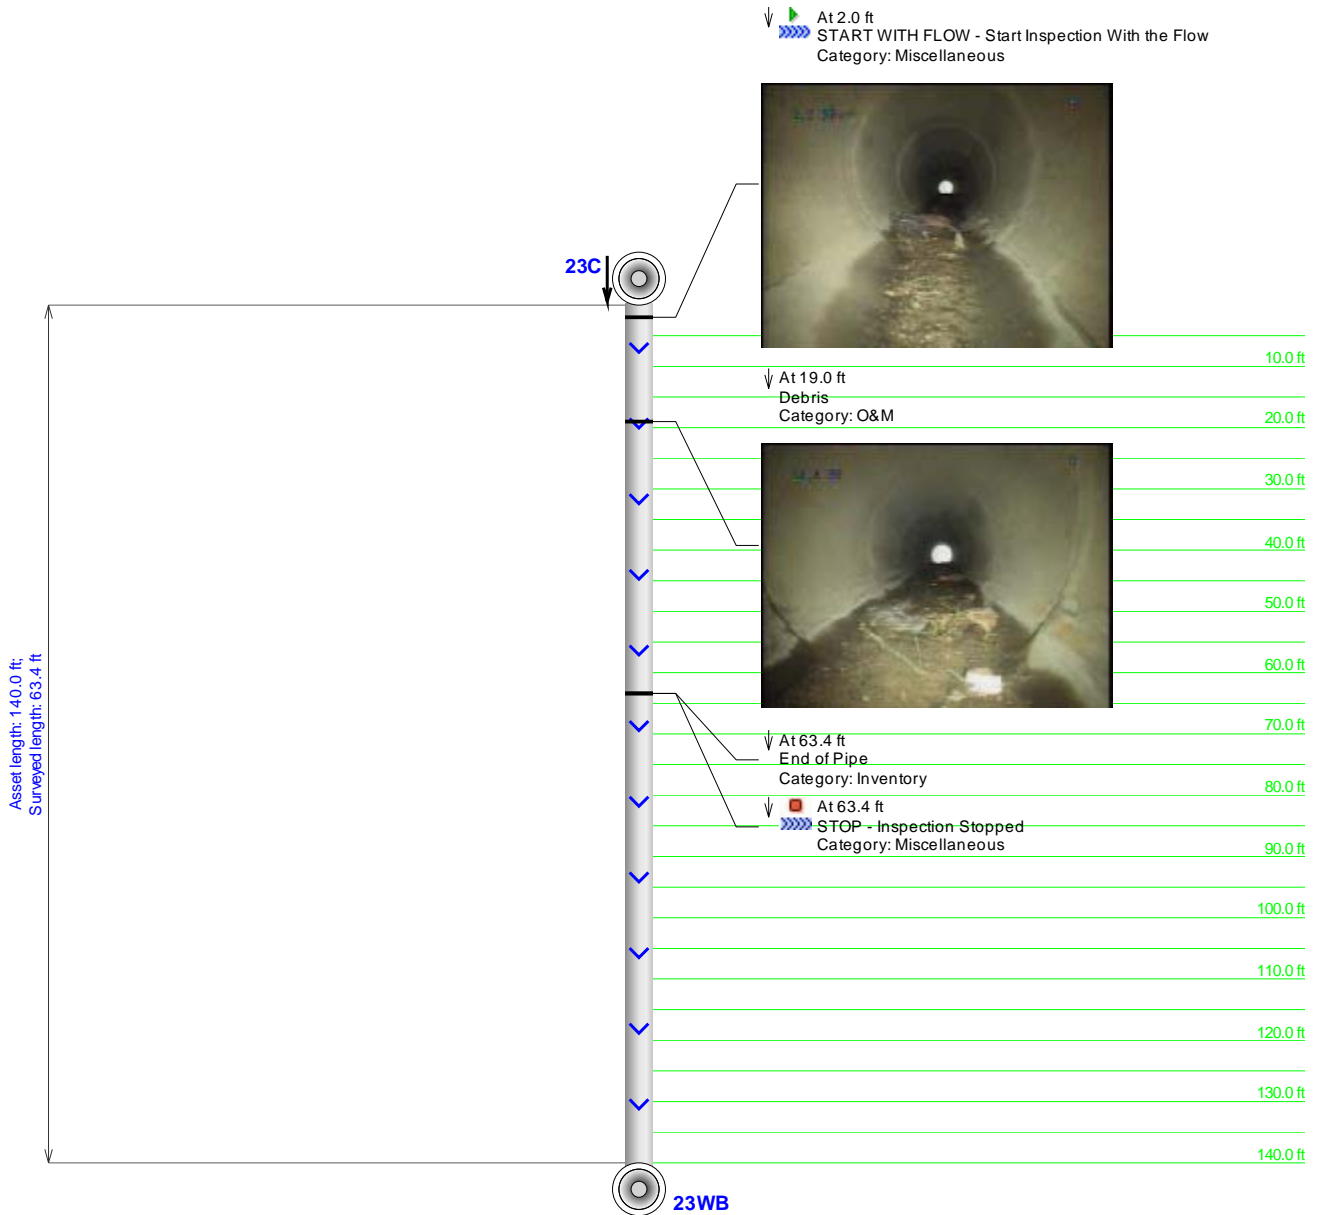 At 2.0 ft
START WITH FLOW - Start Inspection With the Flow
Category: Miscellaneous
23C
10.0 ft
At 19.0 ft
Debris
Category: O&M
20.0 ft
30.0 ft
40.0 ft
50.0 ft
60.0 ft
Asset length: 140.0 ft;
Surveyed length: 63.4 ft
70.0 ft
At 63.4 ft
End of Pipe
Category: Inventory
80.0 ft
At 63.4 ft
STOP - Inspection Stopped
Category: Miscellaneous
90.0 ft
100.0 ft
110.0 ft
120.0 ft
130.0 ft
140.0 ft
23WB